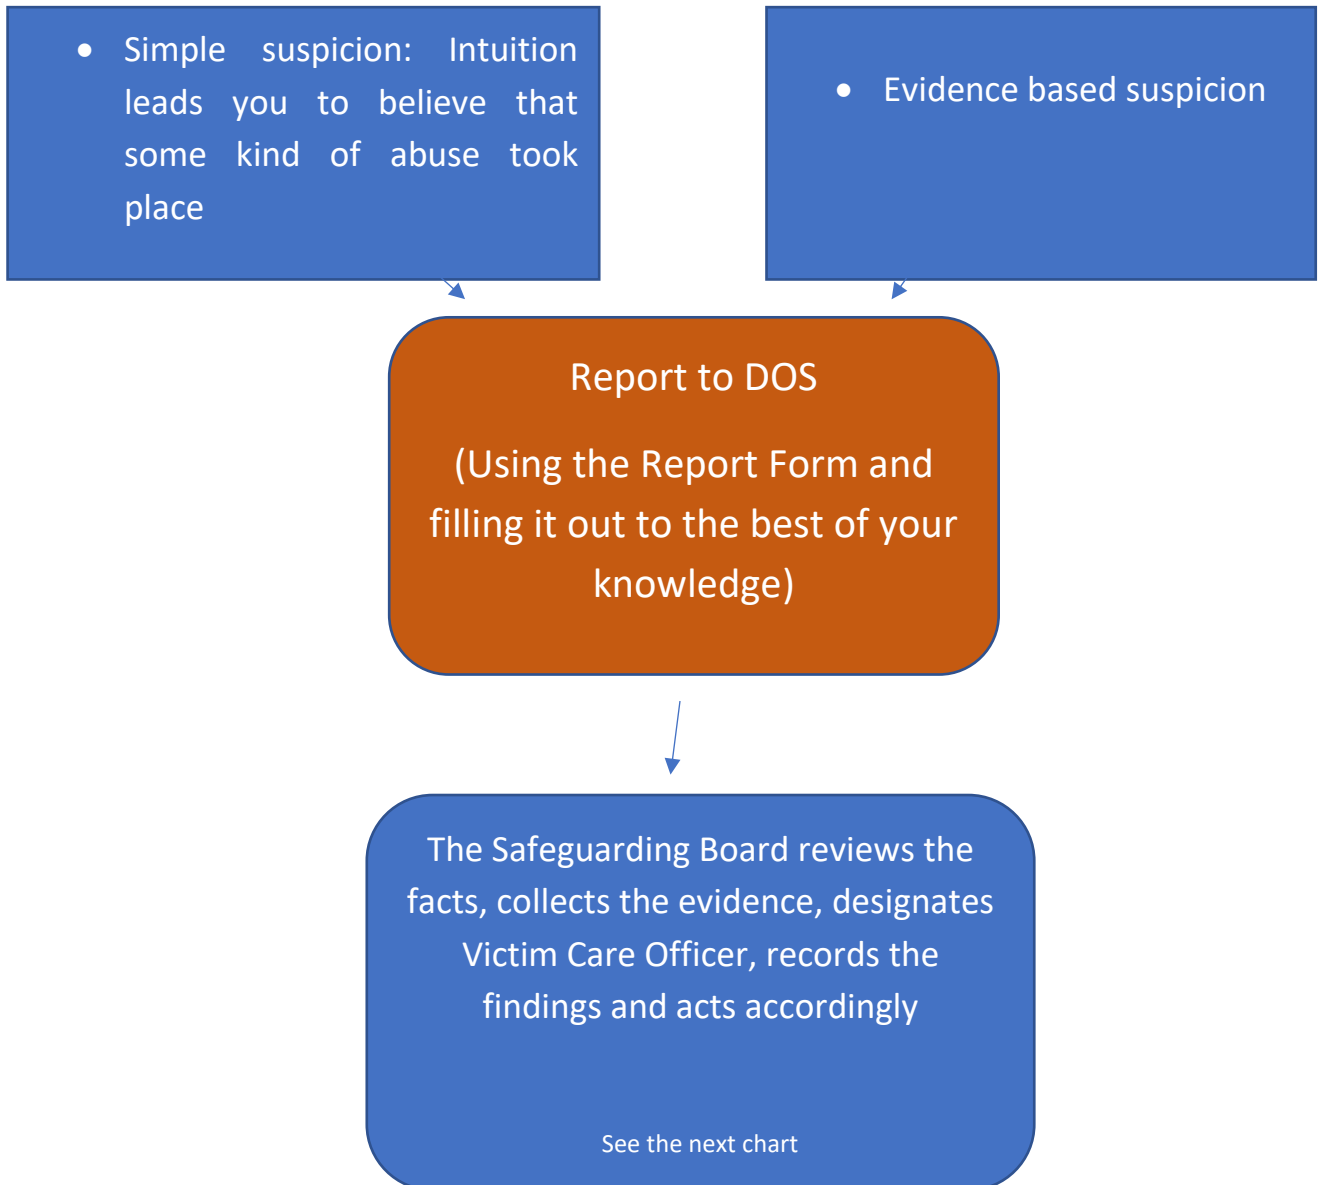 • Simple suspicion: Intuition
leads you to believe that
some kind of abuse took
place
• Evidence based suspicion
Report to DOS
(Using the Report Form and
filling it out to the best of your
knowledge)
The Safeguarding Board reviews the
facts, collects the evidence, designates
Victim Care Officer, records the
findings and acts accordingly
See the next chart